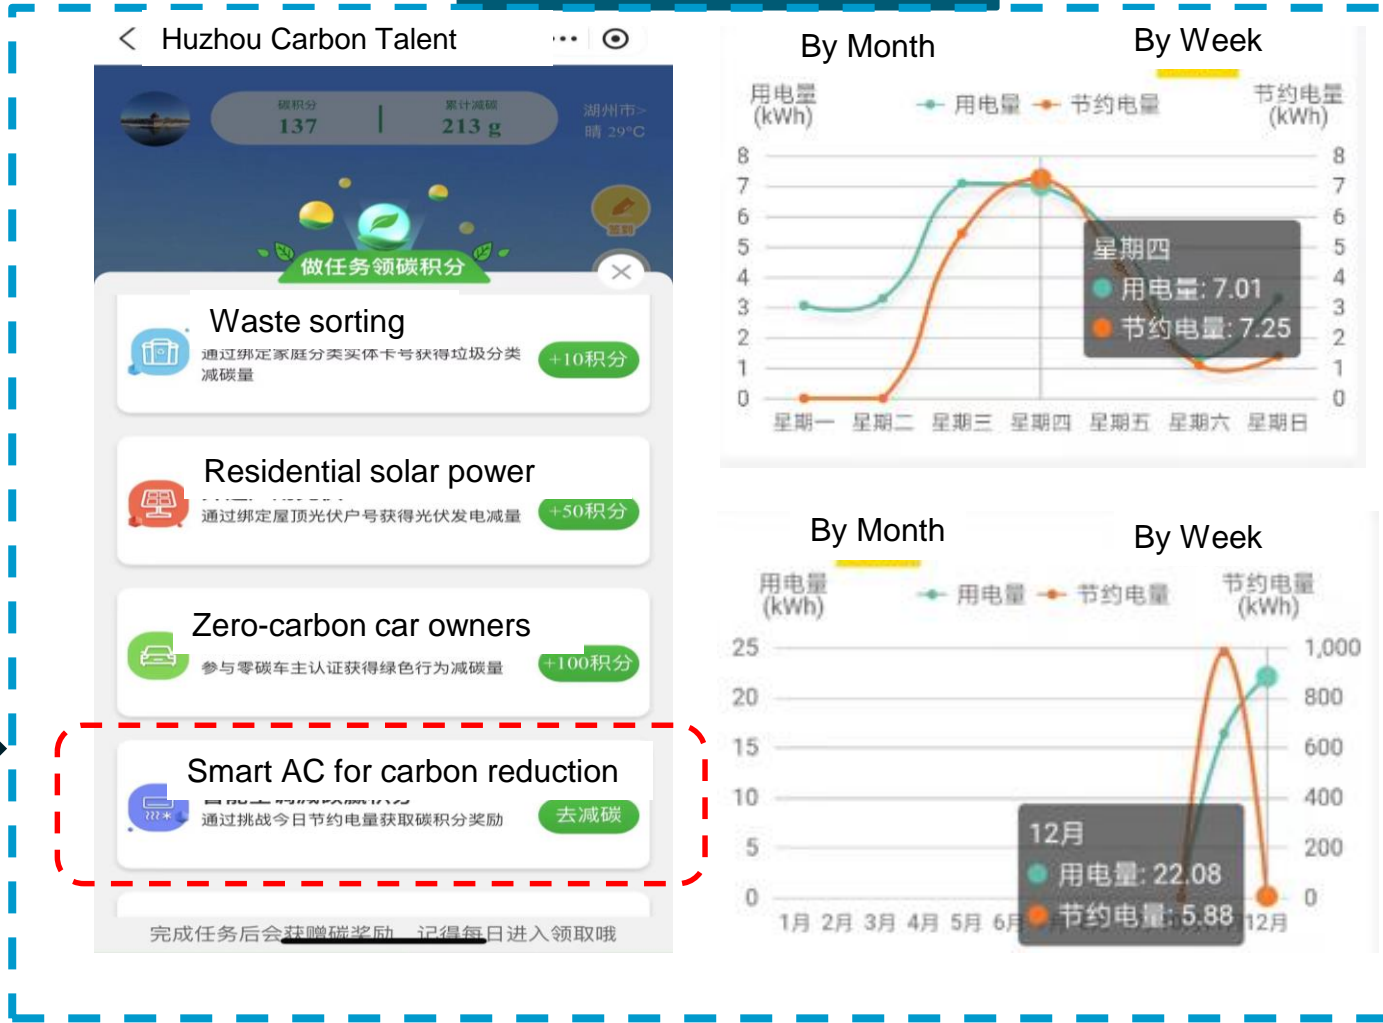 Huzhou Carbon Talent
碳积分
累计减碳
137
213 g
湖州市>
晴 29°C
签到
做任务领碳积分
Waste sorting
通过绑定家庭分类实体卡号获得垃圾分类
减碳量
+10积分
Residential solar power
通过绑定屋顶光伏户号获得光伏发电减量
+50积分
Zero-carbon car owners
参与零碳车主认证获得绿色行为减碳量
+100积分
Smart AC for carbon reduction
通过挑战今日节约电量获取碳积分奖励
去减碳
完成任务后会获赠碳奖励 记得每日进入领取哦
By Month
By Week
用电量
(kWh)
用电量
节约电量
节约电量
(kWh)
8 8
7 7
6 6
5 5
4 4
3 3
2 2
1 1
0 0
星期四
用电量: 7.01
节约电量: 7.25
星期一 星期二 星期三 星期四 星期五 星期六 星期日
By Month
By Week
用电量
(kWh)
用电量
节约电量
节约电量
(kWh)
25 1,000
20 800
15 600
10 400
5 200
0 0
12月
用电量: 22.08
节约电量: 5.88
1月 2月 3月 4月 5月 12月